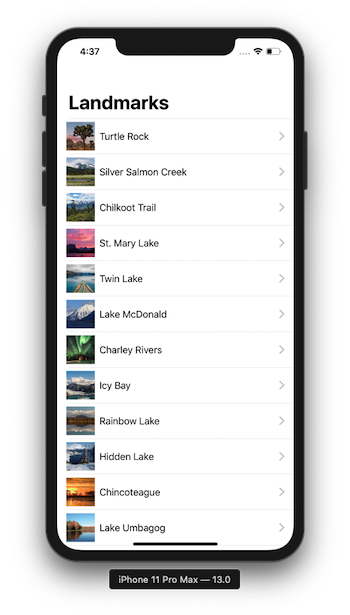 4:37
Landmarks
Turtle Rock
Silver Salmon Creek
Chilkoot Trail
St. Mary Lake
Twin Lake
Lake McDonald
Charley Rivers
Icy Bay
Rainbow Lake
Hidden Lake
Chincoteague
Lake Umbagog
iPhone 11 Pro Max — 13.0